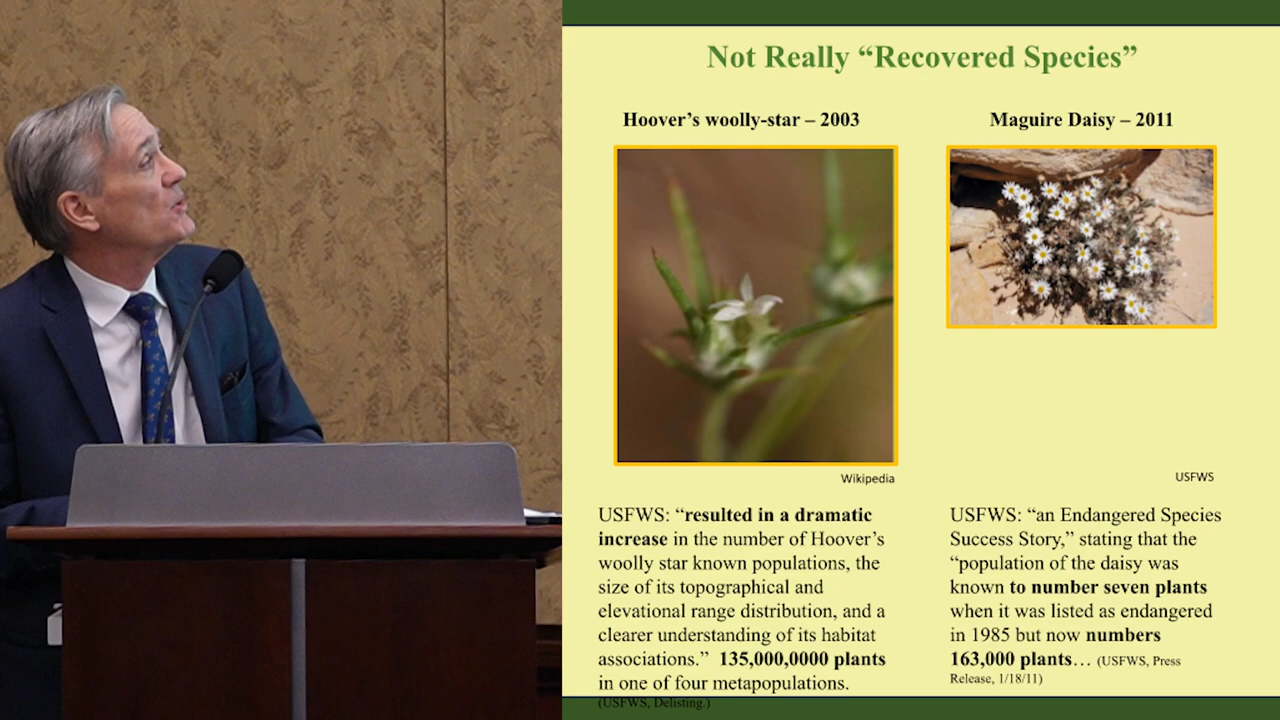 Not Really “Recovered Species”
Hoover’s woolly-star – 2003
Wikipedia
USFWS: “resulted in a dramatic
increase in the number of Hoover’s
woolly star known populations, the
size of its topographical and
elevational range distribution, and a
clearer understanding of its habitat
associations.” 135,000,0000 plants
in one of four metapopulations.
(USFWS, Delisting.)
Maguire Daisy – 2011
USFWS
USFWS: “an Endangered Species
Success Story,” stating that the
“population of the daisy was
known to number seven plants
when it was listed as endangered
in 1985 but now numbers
163,000 plants… (USFWS, Press
Release, 1/18/11)